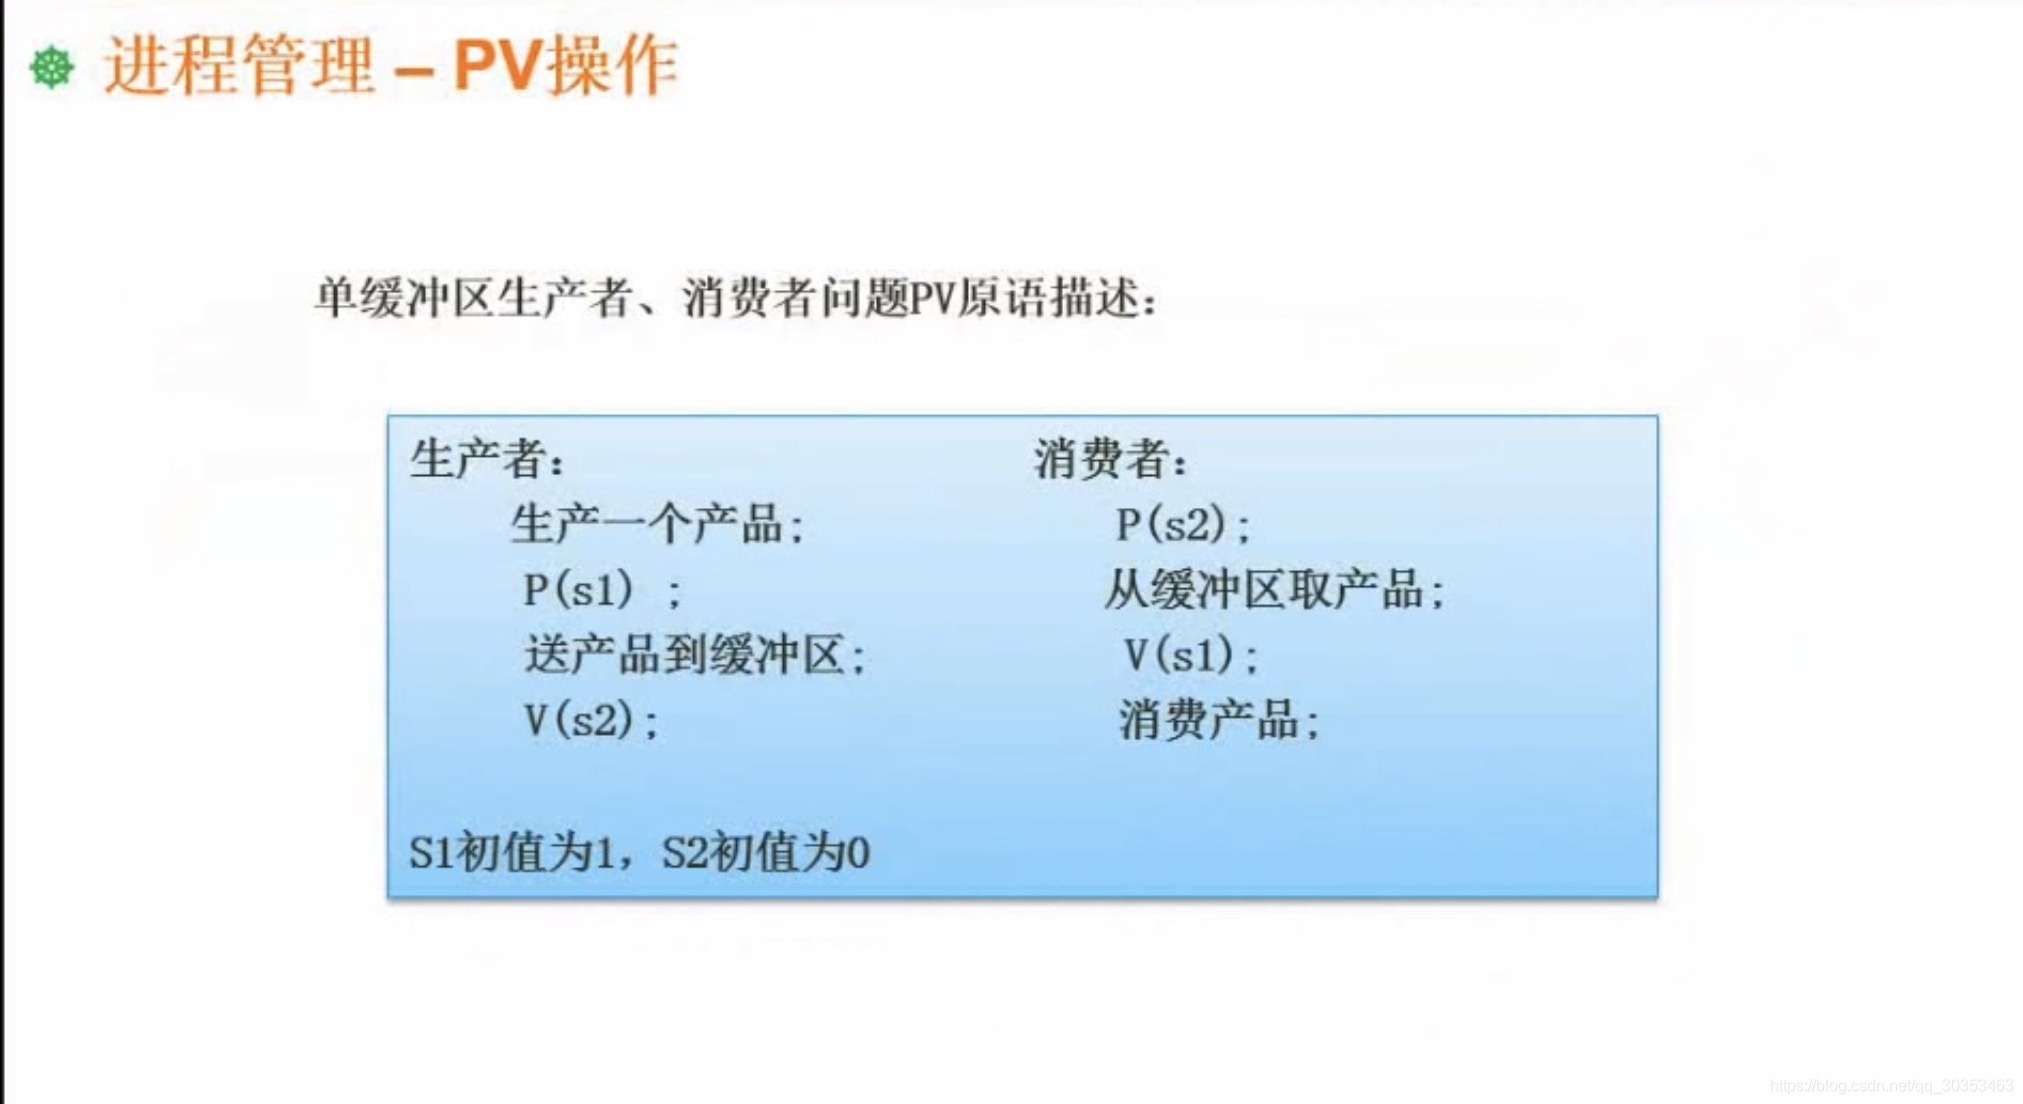 进程管理 – PV操作
单缓冲区生产者、消费者问题PV原语描述：
生产者：
生产一个产品；
P(s1) ；
送产品到缓冲区；
V(s2)；
消费者：
P(s2)；
从缓冲区取产品；
V(s1)；
消费产品；
S1初值为1，S2初值为0
https://blog.csdn.net/qq_30353463